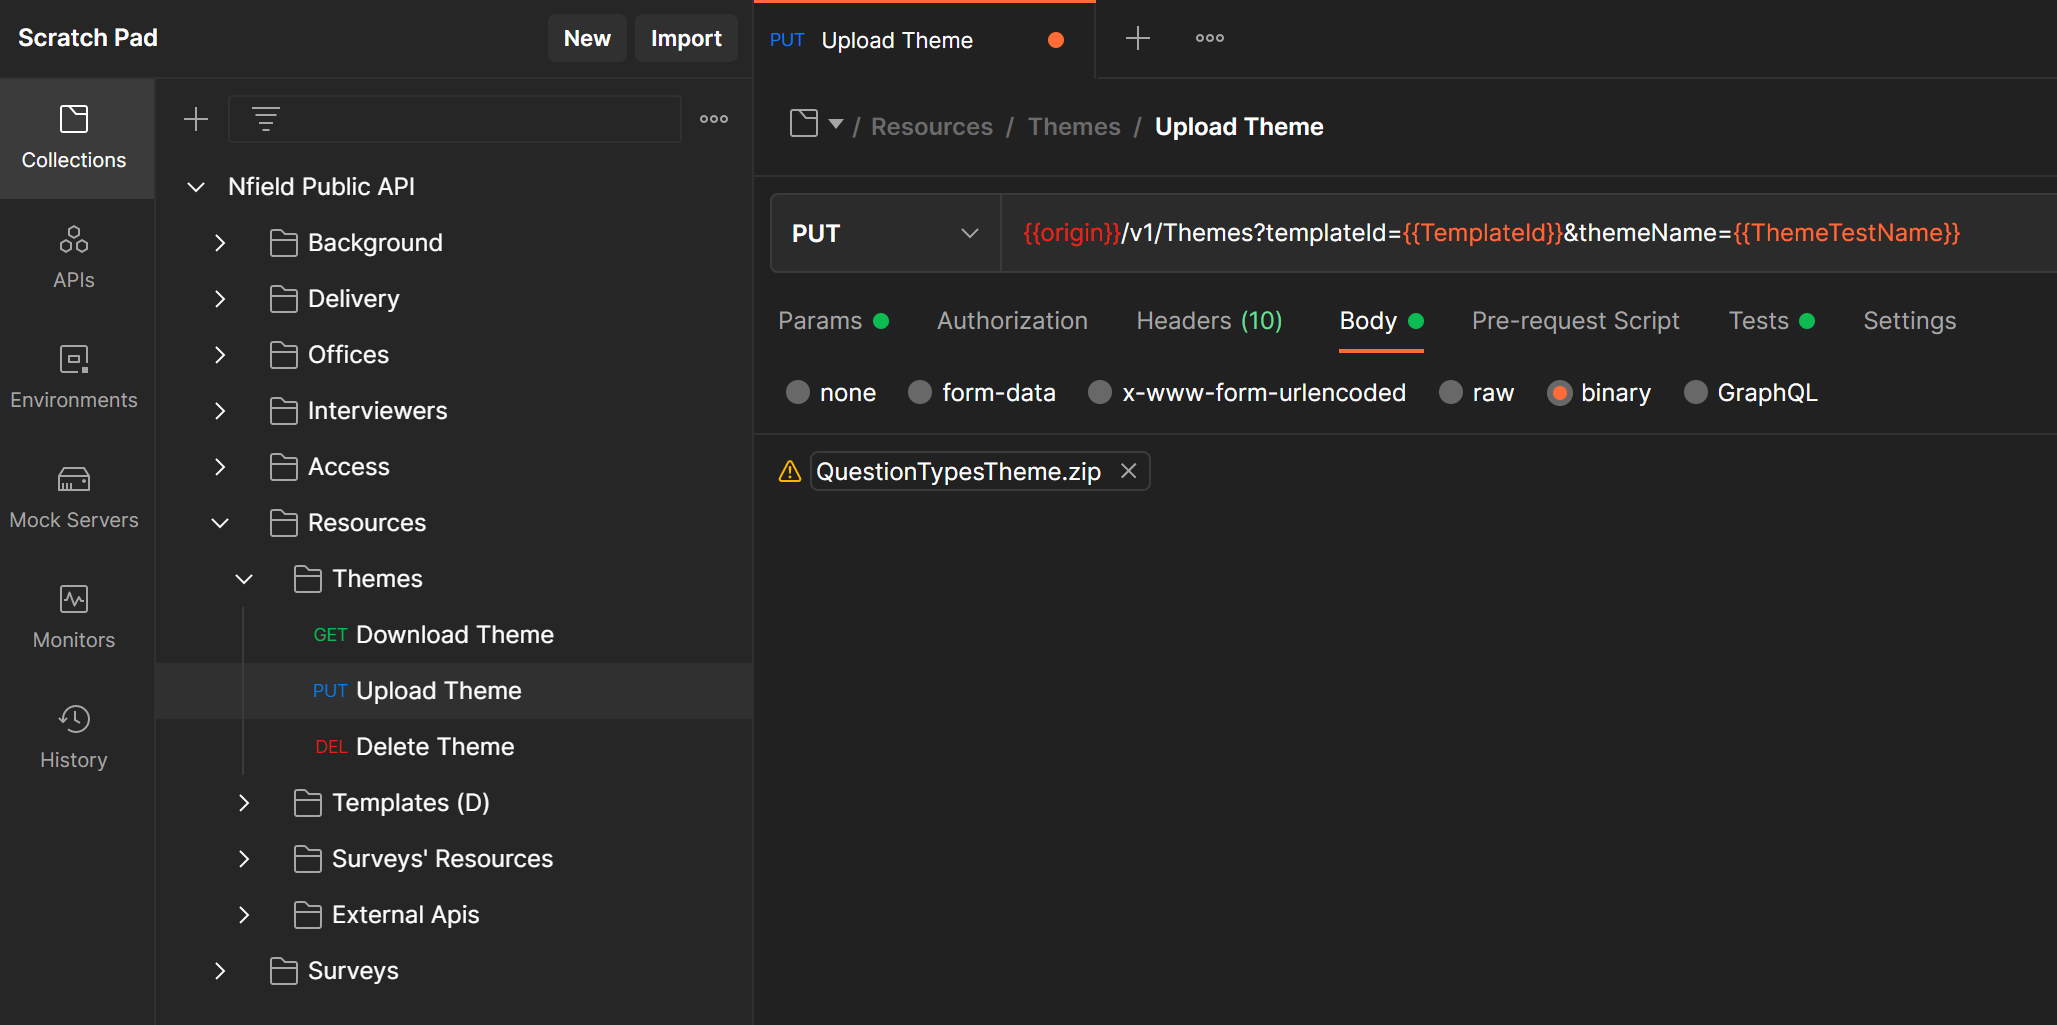 Scratch Pad
New
Import
Collections
APIs
Environments
Mock Servers
Monitors
History
Nfield Public API
Background
Delivery
Offices
Interviewers
Access
Resources
Themes
GET Download Theme
PUT Upload Theme
DEL Delete Theme
Templates (D)
Surveys' Resources
External Apis
Surveys
PUT Upload Theme
/ Resources / Themes / Upload Theme
PUT
{{origin}}/v1/Themes?templateId={{TemplateId}}&themeName={{ThemeTestName}}
Params Authorization Headers (10) Body Pre-request Script Tests Settings
none form-data x-www-form-urlencoded raw binary GraphQL
QuestionTypesTheme.zip